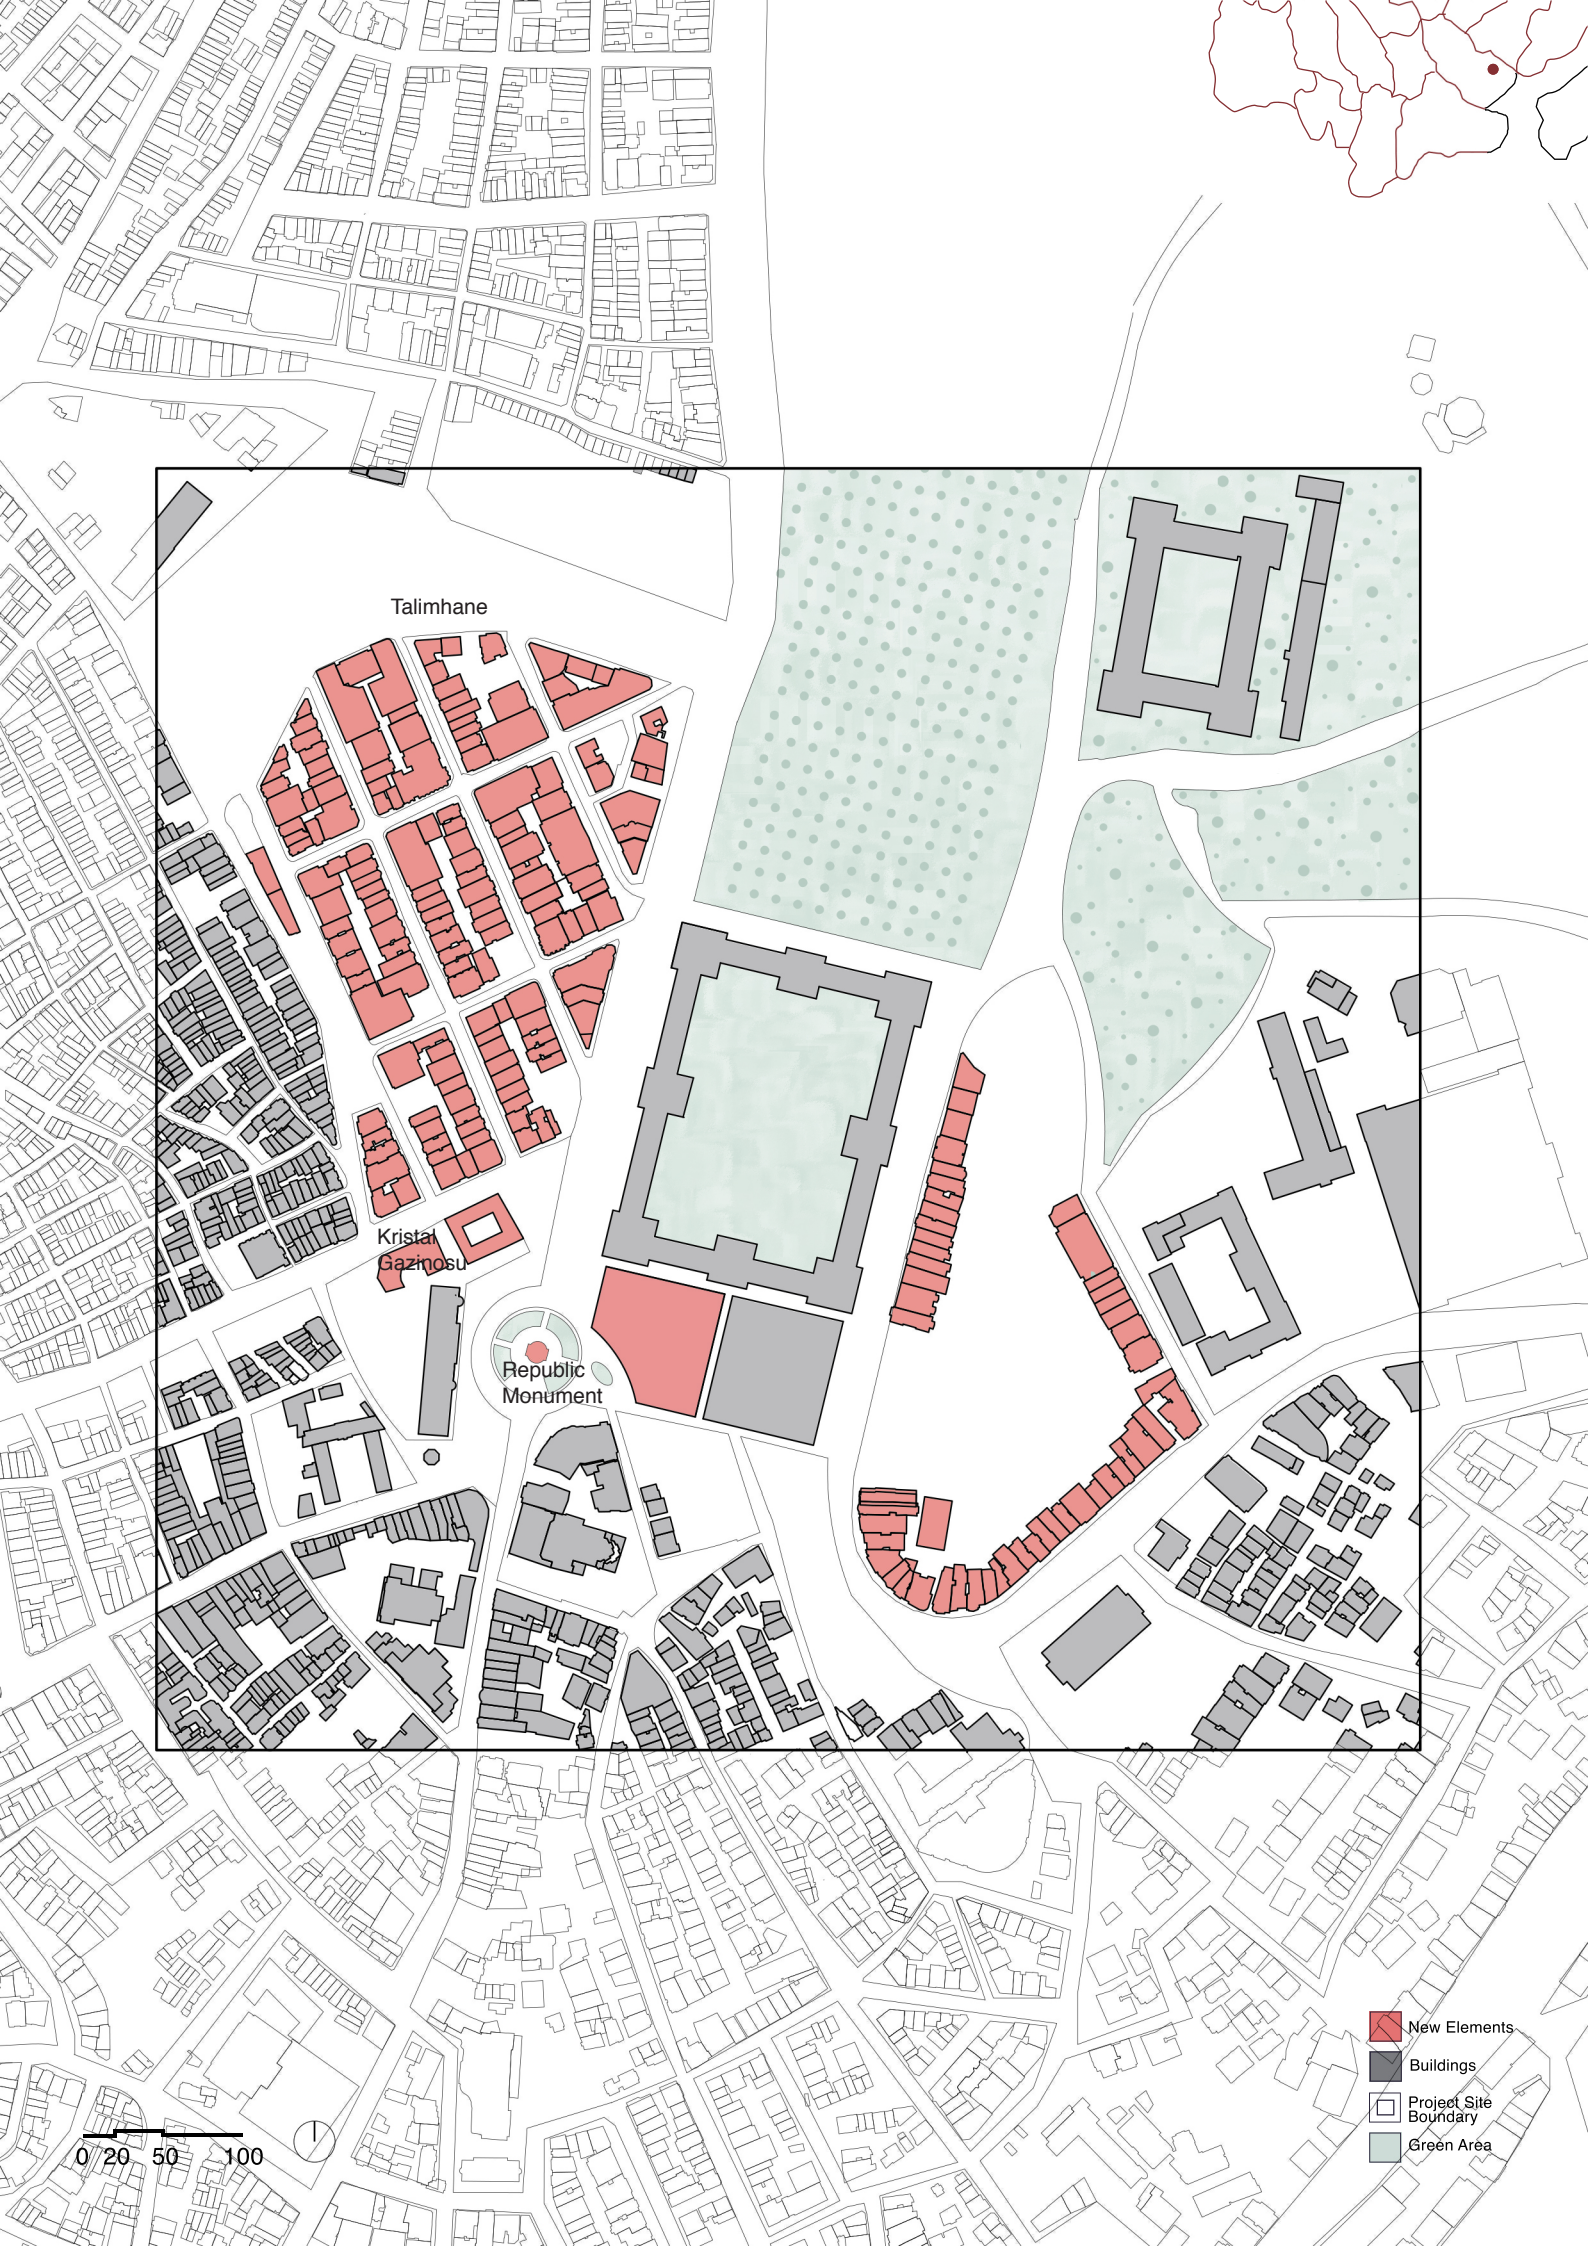 Talimhane
Kristal
Gazinosu
Republic
Monument
New Elements
Buildings
Project Site
Boundary
Green Area
0 20 50 100